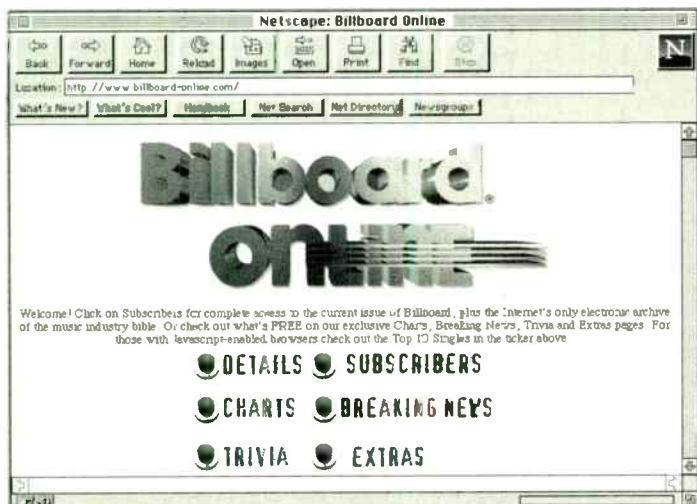 Netscape: Billboard Online
Back Forward Home Reload Images Open Print Find Stop
N
Location: http://www.billboard-online.com/
What's New? What's Cool? Handbook Net Search Net Directory Newsgroups
Billboard®
online
Welcome! Click on Subscribers for complete access to the current issue of Billboard, plus the Internet's only electronic archive
of the music industry bible. Or check out what's FREE on our exclusive Charts, Breaking News, Trivia and Extras pages. For
those with Javascript-enabled browsers check out the Top 10 Singles in the ticker above
DETAILS SUBSCRIBERS
CHARTS BREAKING NEWS
TRIVIA EXTRAS